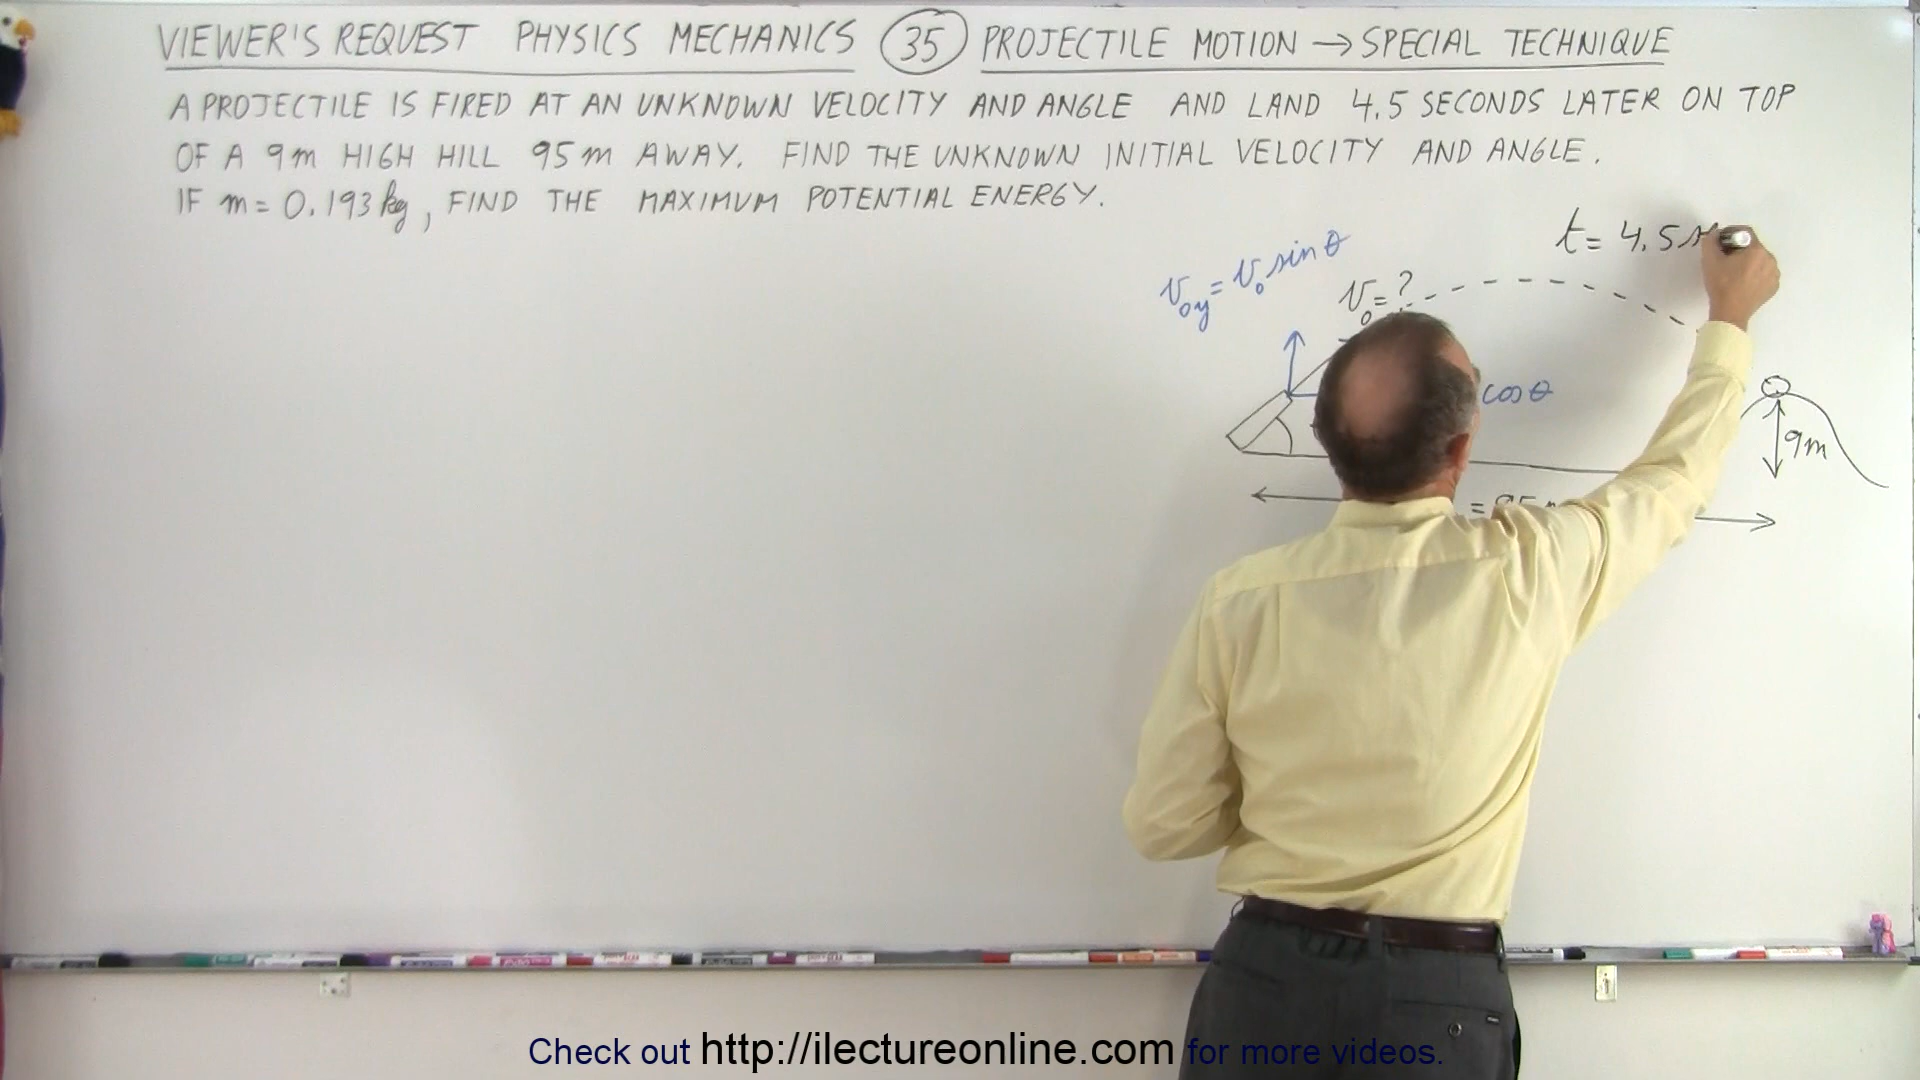 VIEWER'S REQUEST PHYSICS MECHANICS 35 PROJECTILE MOTION → SPECIAL TECHNIQUE
A PROJECTILE IS FIRED AT AN UNKNOWN VELOCITY AND ANGLE AND LAND 4.5 SECONDS LATER ON TOP
OF A 9m HIGH HILL 95m AWAY. FIND THE UNKNOWN INITIAL VELOCITY AND ANGLE.
IF m = 0.193 kg, FIND THE MAXIMUM POTENTIAL ENERGY.
t = 4.5
v₀y = v₀ sin θ
v₀ = ?
cos θ
9m
= 95 m
Check out http://ilectureonline.com for more videos.